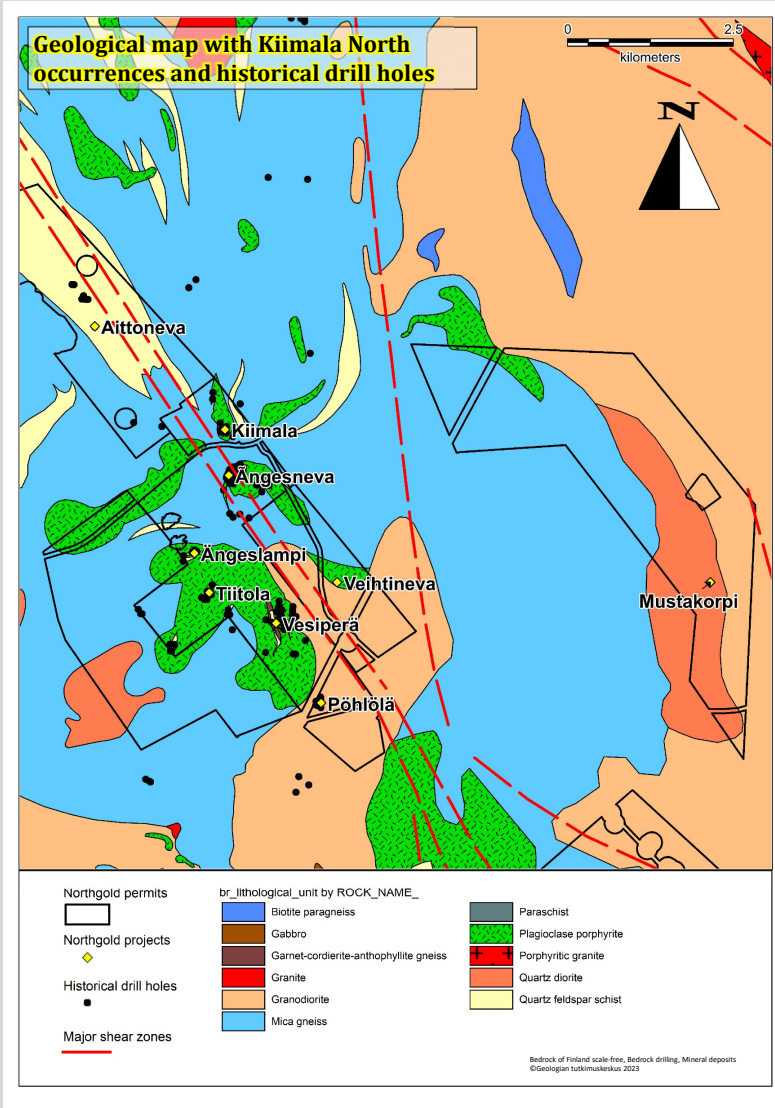 Geological map with Kiimala North
occurrences and historical drill holes
0 2.5
kilometers
N
Aittoneva
Kiimala
Ängesneva
Ängeslampi
Veihtineva
Tiitola
Mustakorpi
Vesiperä
Pöhlölä
Northgold permits
Northgold projects
Historical drill holes
Major shear zones
br_lithological_unit by ROCK_NAME_
Biotite paragneiss
Gabbro
Garnet-cordierite-anthophyllite gneiss
Granite
Granodiorite
Mica gneiss
Paraschist
Plagioclase porphyrite
Porphyritic granite
Quartz diorite
Quartz feldspar schist
Bedrock of Finland scale-free, Bedrock drilling, Mineral deposits
©Geologian tutkimuskeskus 2023